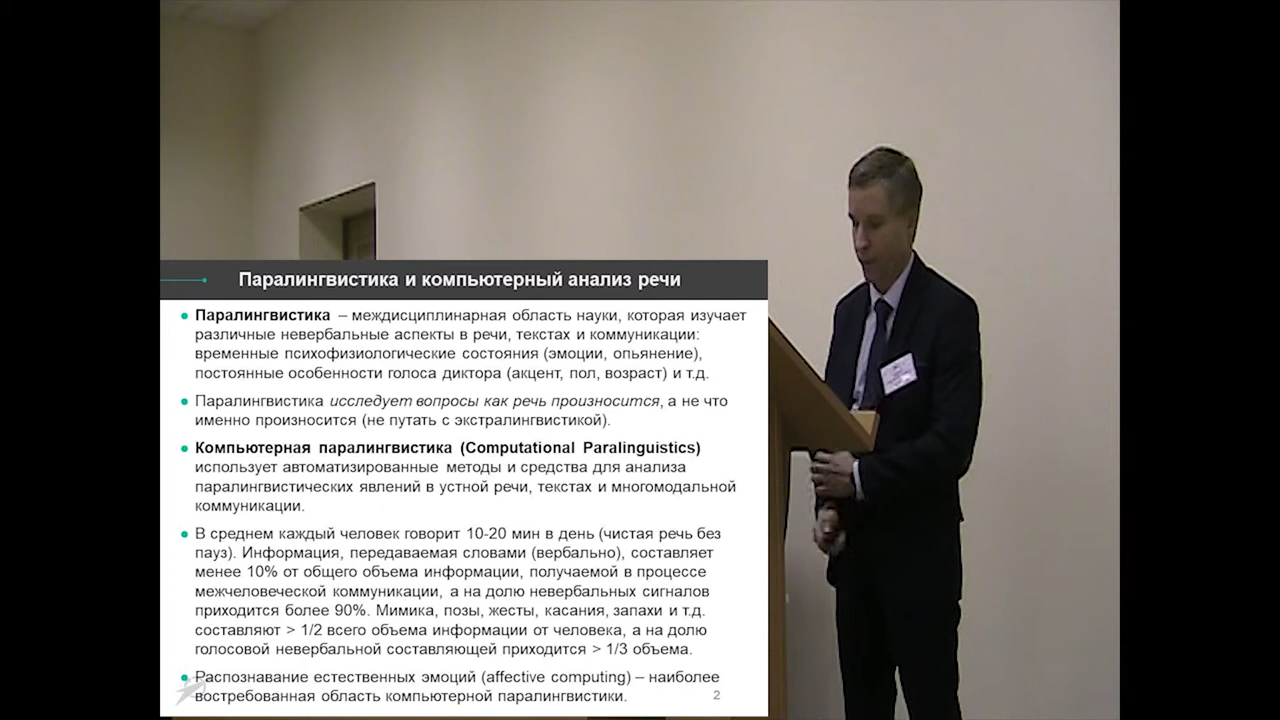 Паралингвистика и компьютерный анализ речи
Паралингвистика – междисциплинарная область науки, которая изучает
различные невербальные аспекты в речи, текстах и коммуникации:
временные психофизиологические состояния (эмоции, опьянение),
постоянные особенности голоса диктора (акцент, пол, возраст) и т.д.
Паралингвистика исследует вопросы как речь произносится, а не что
именно произносится (не путать с экстралингвистикой).
Компьютерная паралингвистика (Computational Paralinguistics)
использует автоматизированные методы и средства для анализа
паралингвистических явлений в устной речи, текстах и многомодальной
коммуникации.
В среднем каждый человек говорит 10-20 мин в день (чистая речь без
пауз). Информация, передаваемая словами (вербально), составляет
менее 10% от общего объема информации, получаемой в процессе
межчеловеческой коммуникации, а на долю невербальных сигналов
приходится более 90%. Мимика, позы, жесты, касания, запахи и т.д.
составляют > 1/2 всего объема информации от человека, а на долю
голосовой невербальной составляющей приходится > 1/3 объема.
Распознавание естественных эмоций (affective computing) – наиболее
востребованная область компьютерной паралингвистики.
2